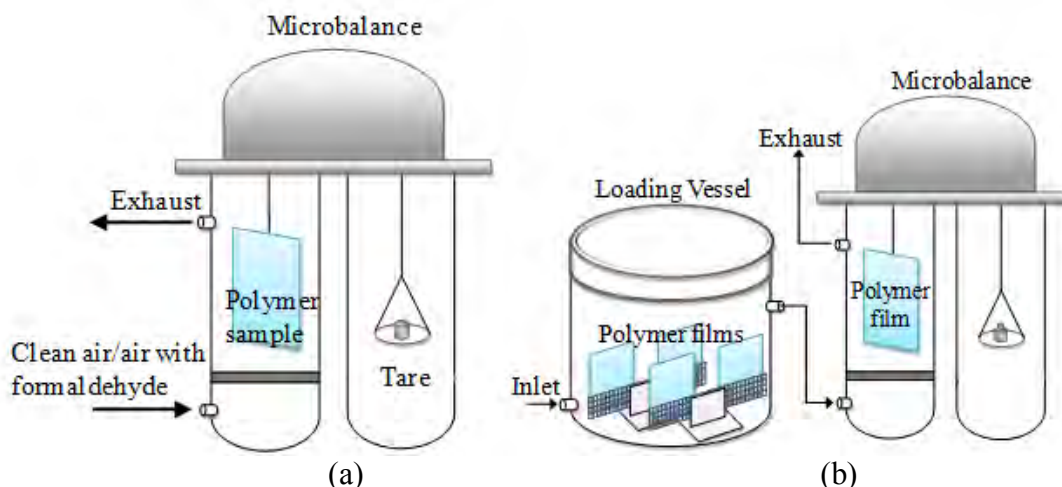 Microbalance
Exhaust
Polymer
sample
Clean air/air with
formaldehyde
Tare
(a)
Microbalance
Exhaust
Loading Vessel
Polymer
film
Polymer films
Inlet
(b)